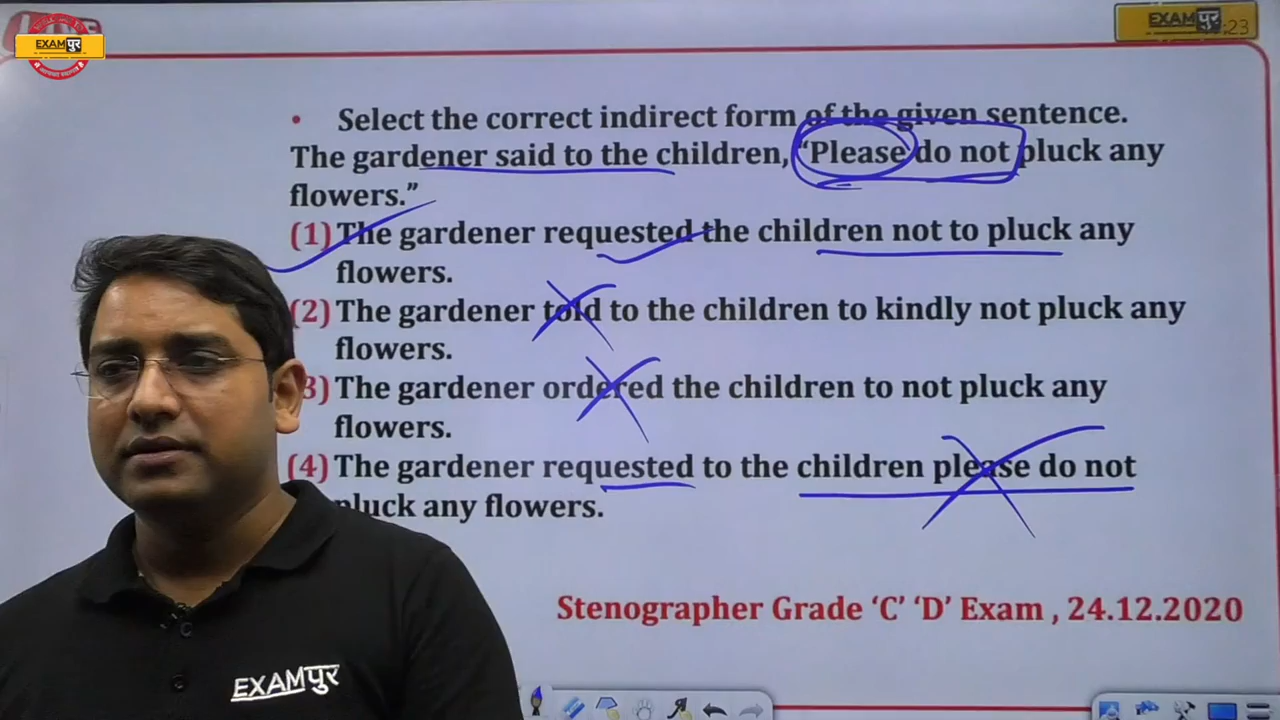 EXAMपुर
EXAMपुर
:23
• Select the correct indirect form of the given sentence.
The gardener said to the children, “Please do not pluck any
flowers.”
(1) The gardener requested the children not to pluck any
flowers.
(2) The gardener told to the children to kindly not pluck any
flowers.
3) The gardener ordered the children to not pluck any
flowers.
(4) The gardener requested to the children please do not
pluck any flowers.
Stenographer Grade ‘C’ ‘D’ Exam , 24.12.2020
EXAMपुर